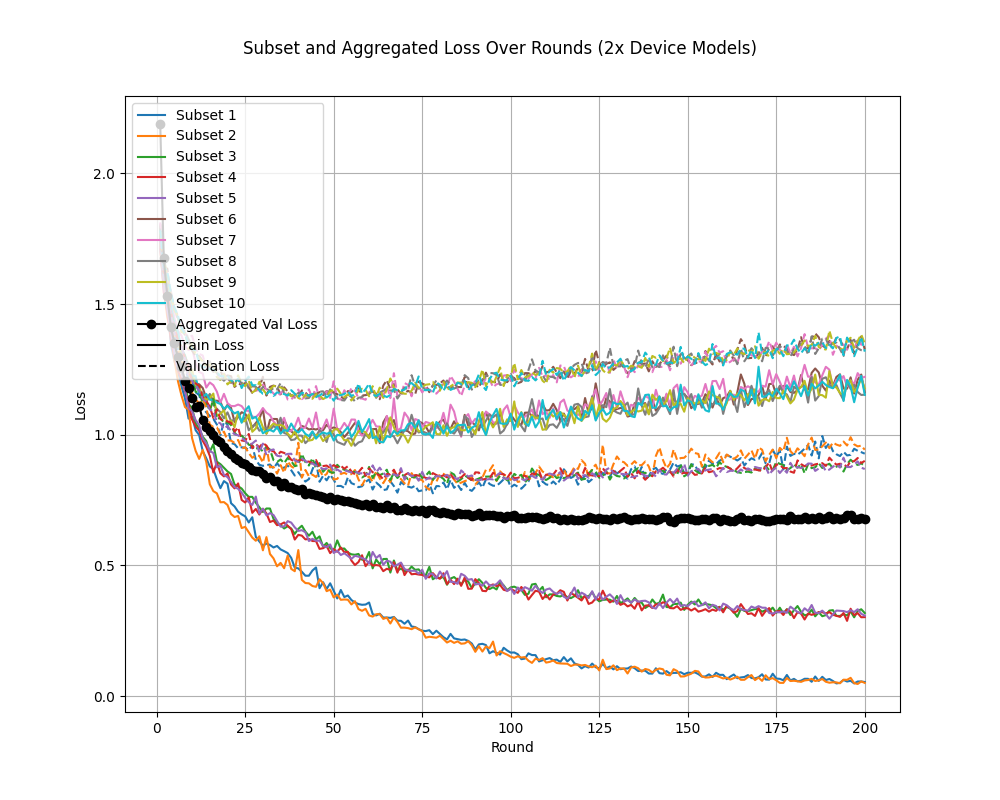 Subset and Aggregated Loss Over Rounds (2x Device Models)
Subset 1
Subset 2
Subset 3
Subset 4
Subset 5
Subset 6
Subset 7
Subset 8
Subset 9
Subset 10
Aggregated Val Loss
Train Loss
Validation Loss
2.0
1.5
1.0
0.5
0.0
Loss
0 25 50 75 100 125 150 175 200
Round